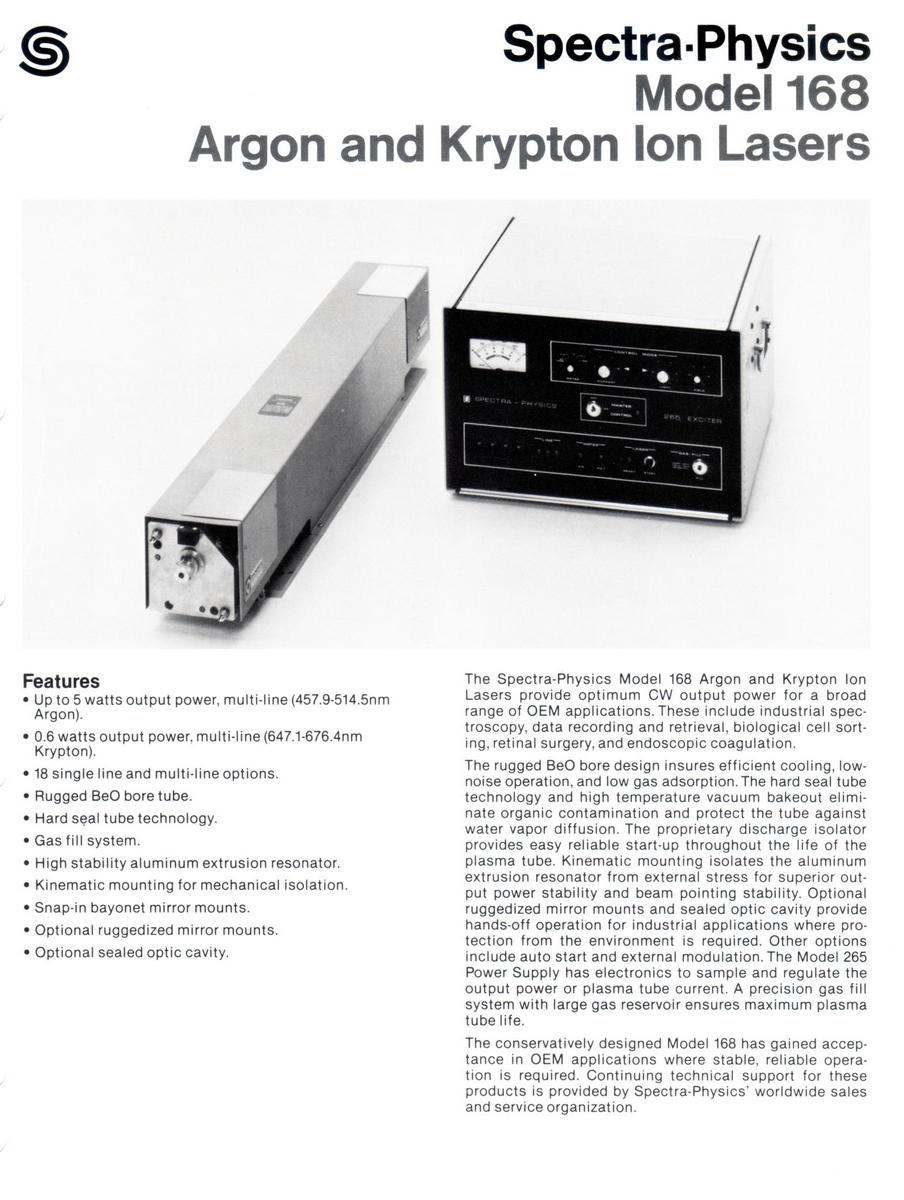 Spectra-Physics
Model 168
Argon and Krypton Ion Lasers
CONTROL MODE
SPECTRA-PHYSICS
MASTER
CONTROL
265 EXCITER
LINE
WATER
LASER
GAS FILL
START
Features
• Up to 5 watts output power, multi-line (457.9-514.5nm
Argon).
• 0.6 watts output power, multi-line (647.1-676.4nm
Krypton).
• 18 single line and multi-line options.
• Rugged BeO bore tube.
• Hard seal tube technology.
• Gas fill system.
• High stability aluminum extrusion resonator.
• Kinematic mounting for mechanical isolation.
• Snap-in bayonet mirror mounts.
• Optional ruggedized mirror mounts.
• Optional sealed optic cavity.
The Spectra-Physics Model 168 Argon and Krypton Ion
Lasers provide optimum CW output power for a broad
range of OEM applications. These include industrial spec-
troscopy, data recording and retrieval, biological cell sort-
ing, retinal surgery, and endoscopic coagulation.
The rugged BeO bore design insures efficient cooling, low-
noise operation, and low gas adsorption. The hard seal tube
technology and high temperature vacuum bakeout elimi-
nate organic contamination and protect the tube against
water vapor diffusion. The proprietary discharge isolator
provides easy reliable start-up throughout the life of the
plasma tube. Kinematic mounting isolates the aluminum
extrusion resonator from external stress for superior out-
put power stability and beam pointing stability. Optional
ruggedized mirror mounts and sealed optic cavity provide
hands-off operation for industrial applications where pro-
tection from the environment is required. Other options
include auto start and external modulation. The Model 265
Power Supply has electronics to sample and regulate the
output power or plasma tube current. A precision gas fill
system with large gas reservoir ensures maximum plasma
tube life.
The conservatively designed Model 168 has gained accep-
tance in OEM applications where stable, reliable opera-
tion is required. Continuing technical support for these
products is provided by Spectra-Physics' worldwide sales
and service organization.